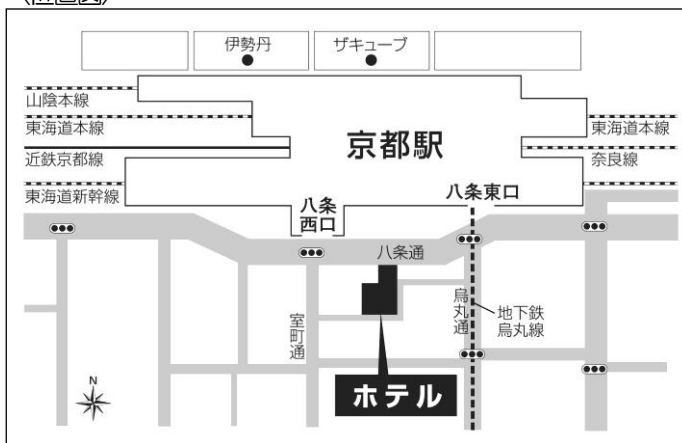 伊勢丹
ザキューブ
山陰本線
東海道本線
近鉄京都線
東海道新幹線
京都駅
東海道本線
奈良線
八条
西口
八条東口
八条通
室町通
烏丸通
地下鉄
烏丸線
N
ホテル